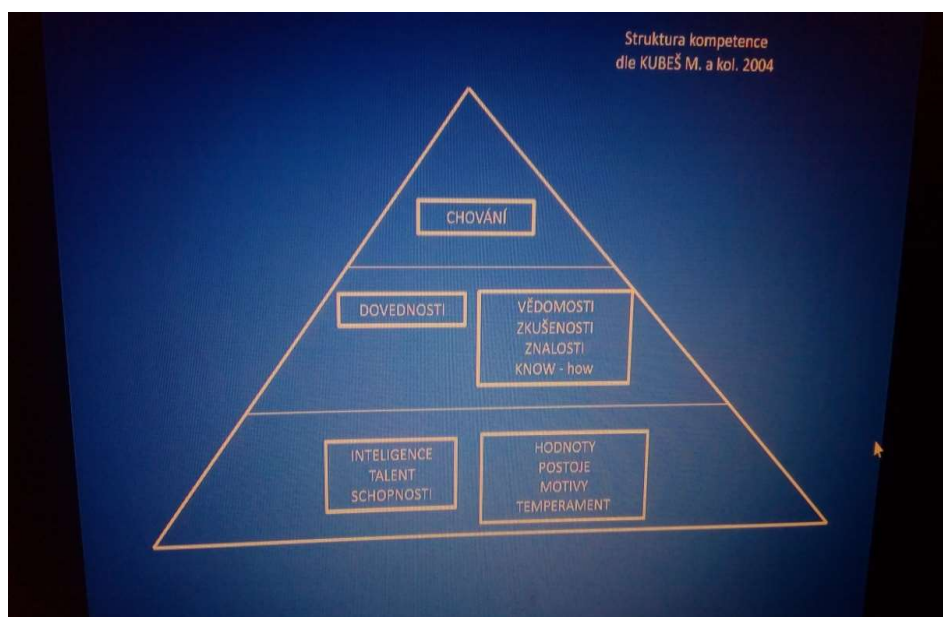 Struktura kompetence
dle KUBEŠ M. a kol. 2004
CHOVÁNÍ
DOVEDNOSTI
VĚDOMOSTI
ZKUŠENOSTI
ZNALOSTI
KNOW - how
INTELIGENCE
TALENT
SCHOPNOSTI
HODNOTY
POSTOJE
MOTIVY
TEMPERAMENT